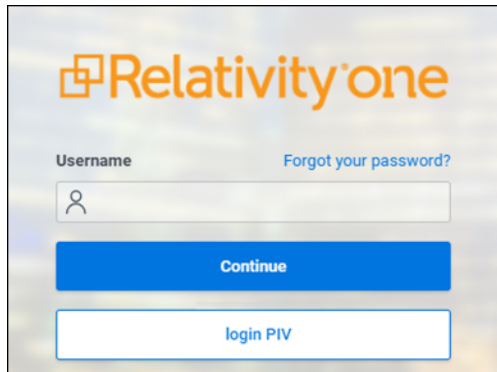 Relativity one
Username Forgot your password?
Continue
login PIV